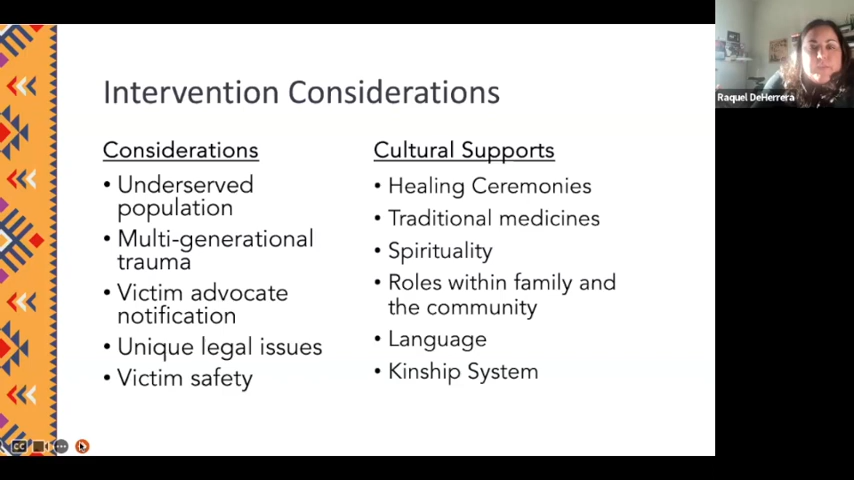 Intervention Considerations
Considerations
• Underserved
population
• Multi-generational
trauma
• Victim advocate
notification
• Unique legal issues
• Victim safety
Cultural Supports
• Healing Ceremonies
• Traditional medicines
• Spirituality
• Roles within family and
the community
• Language
• Kinship System
Raquel DeHerrera
CC